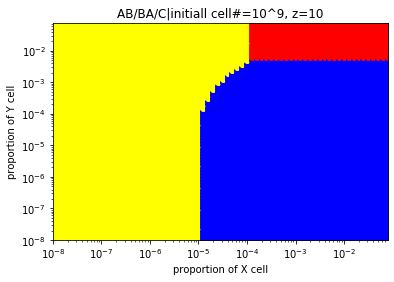 AB/BA/C|initiall cell#=10^9, z=10
proportion of Y cell
10⁻²
10⁻³
10⁻⁴
10⁻⁵
10⁻⁶
10⁻⁷
10⁻⁸
10⁻⁸ 10⁻⁷ 10⁻⁶ 10⁻⁵ 10⁻⁴ 10⁻³ 10⁻²
proportion of X cell